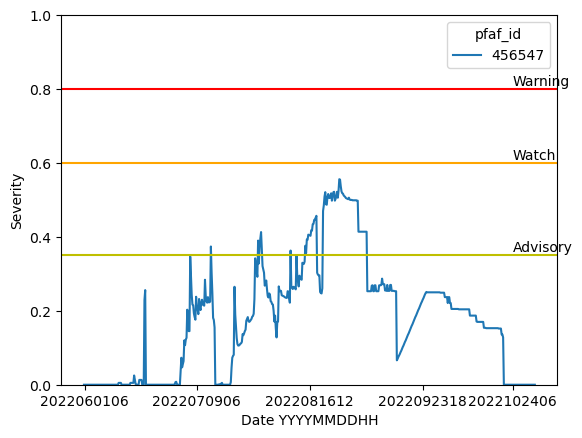 1.0
pfaf_id
456547
0.8
Warning
Severity
0.6
Watch
0.4
Advisory
0.2
0.0
2022060106 2022070906 2022081612 2022092318 2022102406
Date YYYYMMDDHH